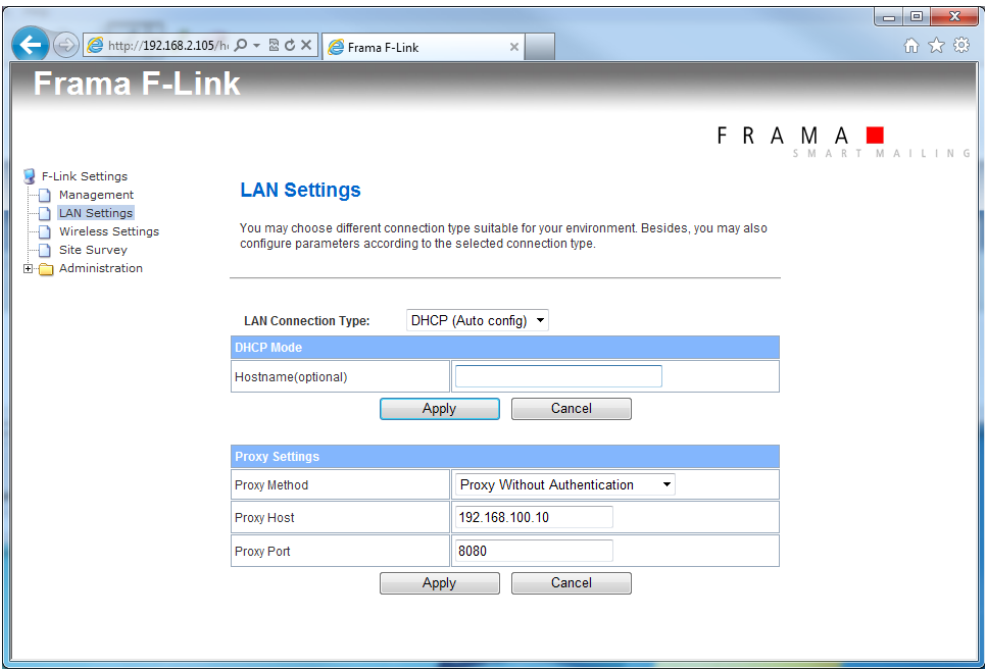 http://192.168.2.105/h
Frama F-Link
Frama F-Link
FRAMA
SMART MAILING
F-Link Settings
Management
LAN Settings
Wireless Settings
Site Survey
Administration
LAN Settings
You may choose different connection type suitable for your environment. Besides, you may also
configure parameters according to the selected connection type.
LAN Connection Type: DHCP (Auto config)
DHCP Mode
Hostname(optional)
Apply Cancel
Proxy Settings
Proxy Method Proxy Without Authentication
Proxy Host 192.168.100.10
Proxy Port 8080
Apply Cancel